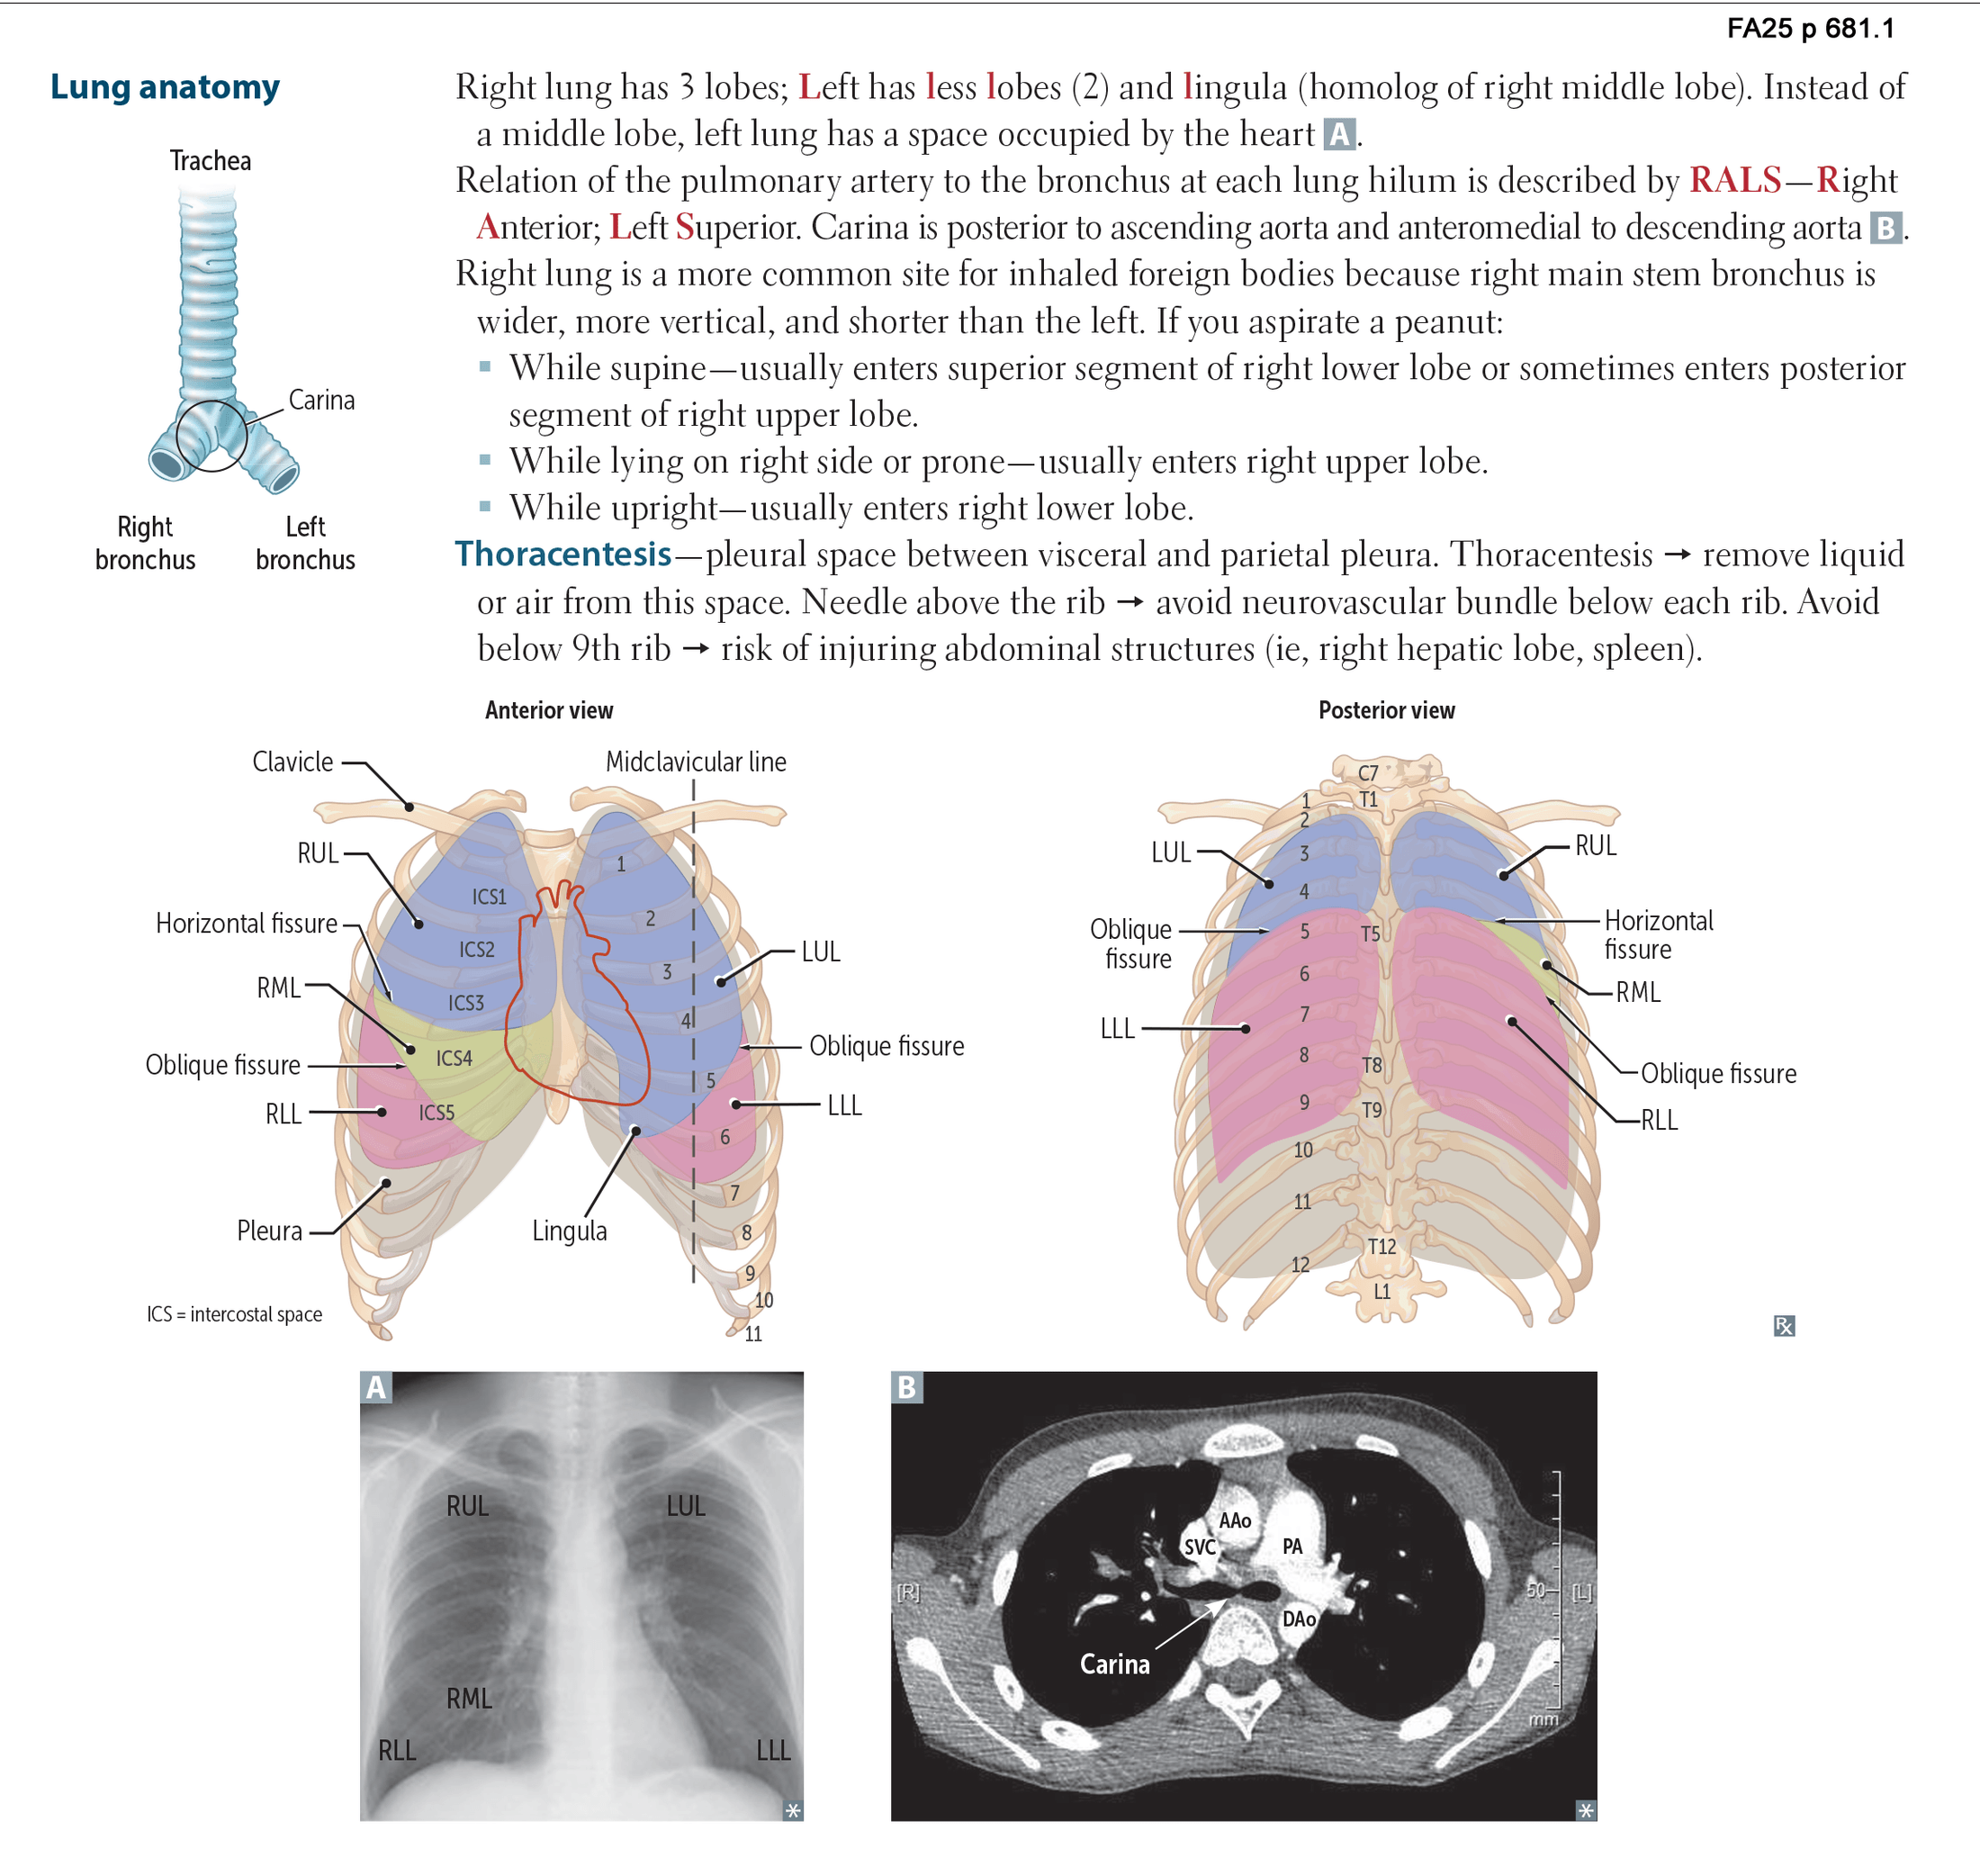 FA25 p 681.1
Lung anatomy
Right lung has 3 lobes; Left has less lobes (2) and lingula (homolog of right middle lobe). Instead of
a middle lobe, left lung has a space occupied by the heart A.
Relation of the pulmonary artery to the bronchus at each lung hilum is described by RALS—Right
Anterior; Left Superior. Carina is posterior to ascending aorta and anteromedial to descending aorta B.
Right lung is a more common site for inhaled foreign bodies because right main stem bronchus is
wider, more vertical, and shorter than the left. If you aspirate a peanut:
▪ While supine—usually enters superior segment of right lower lobe or sometimes enters posterior
segment of right upper lobe.
▪ While lying on right side or prone—usually enters right upper lobe.
▪ While upright—usually enters right lower lobe.
Thoracentesis—pleural space between visceral and parietal pleura. Thoracentesis → remove liquid
or air from this space. Needle above the rib → avoid neurovascular bundle below each rib. Avoid
below 9th rib → risk of injuring abdominal structures (ie, right hepatic lobe, spleen).
Trachea
Carina
Right
bronchus
Left
bronchus
Anterior view
Clavicle
Midclavicular line
RUL
Horizontal fissure
RML
Oblique fissure
RLL
Pleura
ICS1
ICS2
ICS3
ICS4
ICS5
1
2
3
4
5
6
7
8
9
10
11
LUL
Oblique fissure
LLL
Lingula
ICS = intercostal space
Posterior view
C7
T1
T5
T8
T9
T12
L1
1
2
3
4
5
6
7
8
9
10
11
12
LUL
Oblique
fissure
LLL
RUL
Horizontal
fissure
RML
Oblique fissure
RLL
Rx
A
RUL
LUL
RML
RLL
LLL
*
B
AAo
SVC
PA
DAo
Carina
[R]
50
[L]
mm
*